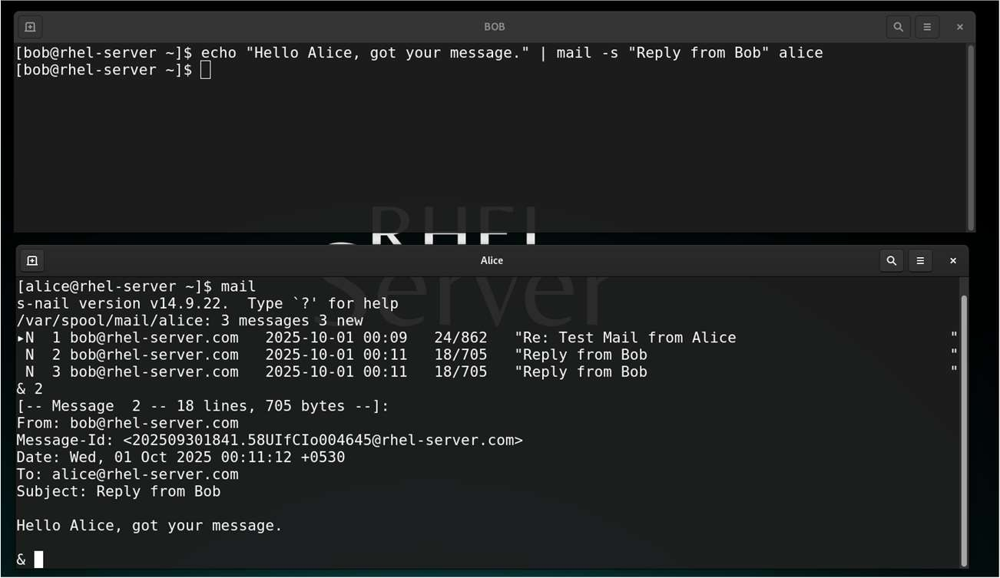 BOB
[bob@rhel-server ~]$ echo "Hello Alice, got your message." | mail -s "Reply from Bob" alice
[bob@rhel-server ~]$
RHEL
Server
Alice
[alice@rhel-server ~]$ mail
s-nail version v14.9.22.  Type `?' for help
/var/spool/mail/alice: 3 messages 3 new
▸N  1 bob@rhel-server.com   2025-10-01 00:09   24/862   "Re: Test Mail from Alice                        "
 N  2 bob@rhel-server.com   2025-10-01 00:11   18/705   "Reply from Bob                                  "
 N  3 bob@rhel-server.com   2025-10-01 00:11   18/705   "Reply from Bob                                  "
& 2
[-- Message  2 -- 18 lines, 705 bytes --]:
From: bob@rhel-server.com
Message-Id: <202509301841.58UIfCIo004645@rhel-server.com>
Date: Wed, 01 Oct 2025 00:11:12 +0530
To: alice@rhel-server.com
Subject: Reply from Bob

Hello Alice, got your message.

&